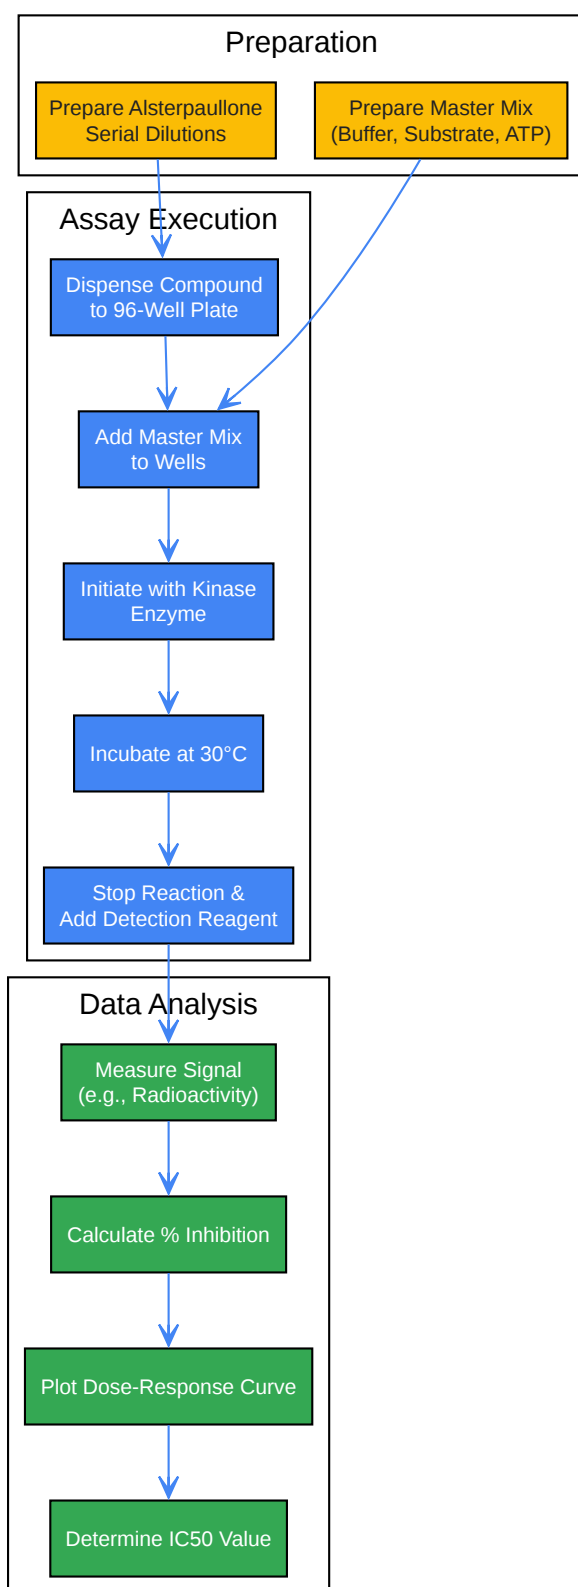 Preparation
Prepare Alsterpaullone
Serial Dilutions
Prepare Master Mix
(Buffer, Substrate, ATP)
Assay Execution
Dispense Compound
to 96-Well Plate
Add Master Mix
to Wells
Initiate with Kinase
Enzyme
Incubate at 30°C
Stop Reaction &
Add Detection Reagent
Data Analysis
Measure Signal
(e.g., Radioactivity)
Calculate % Inhibition
Plot Dose-Response Curve
Determine IC50 Value